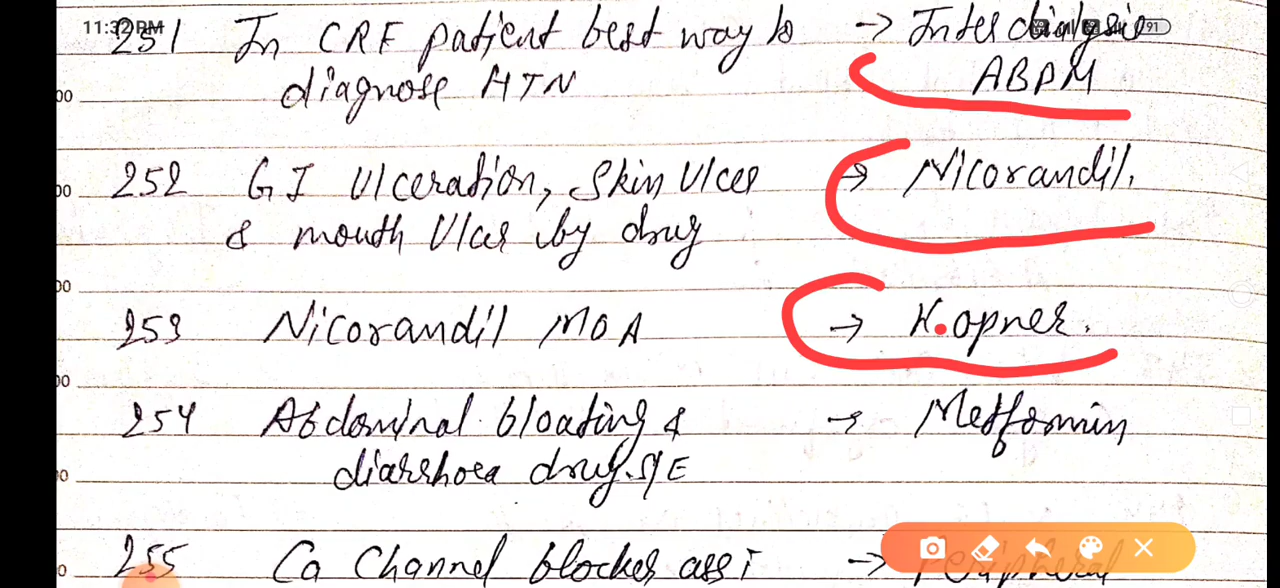 11:32 PM 91
251 In CRF patient best way to → Interdialysis
diagnose HTN ABPM
252 GI Ulceration, Skin Ulcer → Nicorandil.
& mouth Ulcer by drug
253 Nicorandil MOA → K.opner.
254 Abdominal bloating & → Metformin
diarrhoea drug S/E
255 Ca Channel blocker → Peripheral